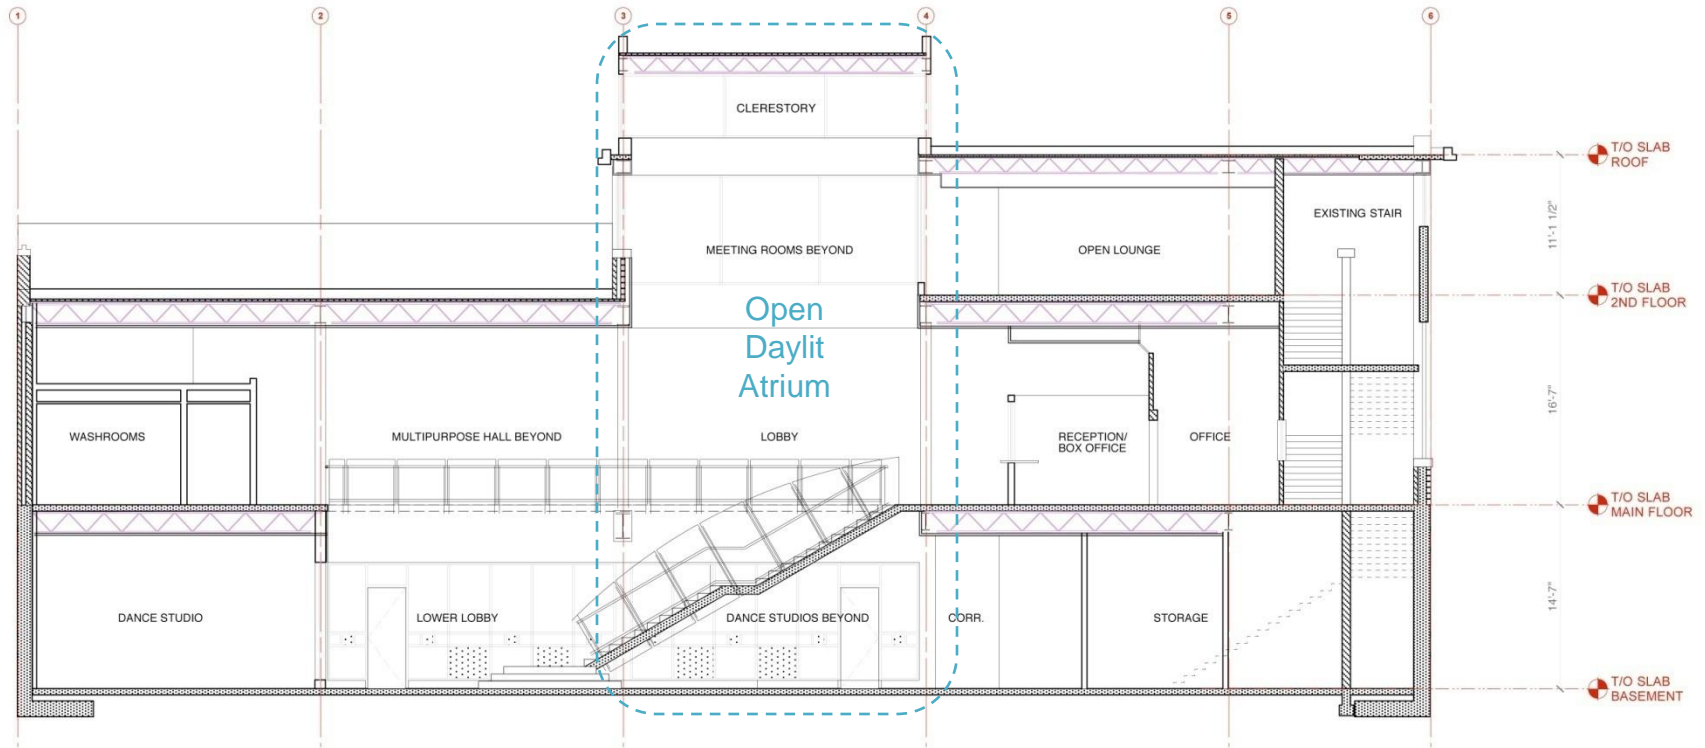 1
2
3
4
5
6
CLERESTORY
T/O SLAB
ROOF
EXISTING STAIR
11'-1 1/2"
MEETING ROOMS BEYOND
OPEN LOUNGE
T/O SLAB
2ND FLOOR
Open
Daylit
Atrium
16'-7"
WASHROOMS
MULTIPURPOSE HALL BEYOND
LOBBY
RECEPTION/
BOX OFFICE
OFFICE
T/O SLAB
MAIN FLOOR
14'-7"
DANCE STUDIO
LOWER LOBBY
DANCE STUDIOS BEYOND
CORR.
STORAGE
T/O SLAB
BASEMENT